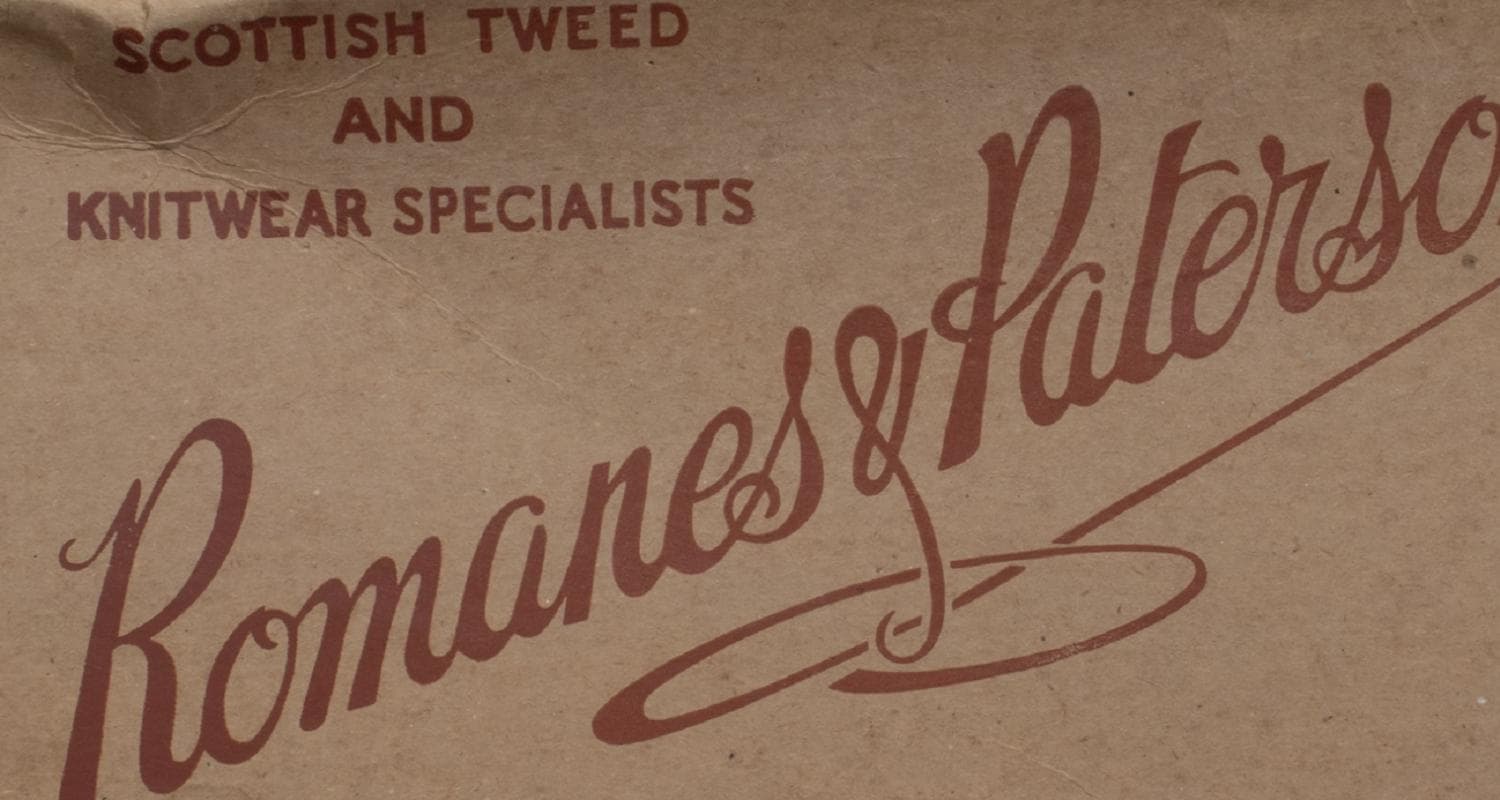 SCOTTISH TWEED
AND
KNITWEAR SPECIALISTS
Romanes & Paterso